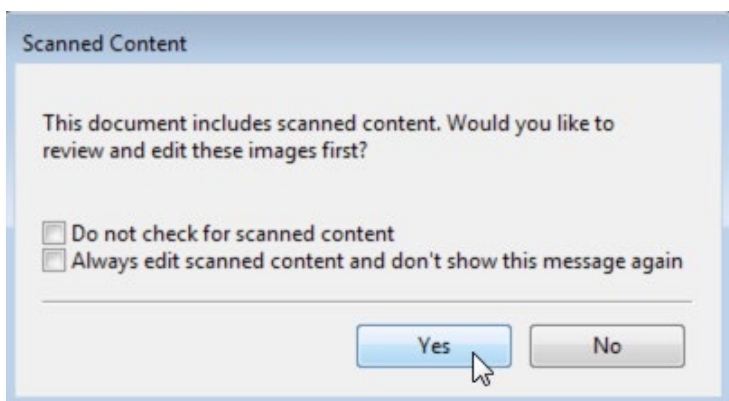 Scanned Content
This document includes scanned content. Would you like to
review and edit these images first?
Do not check for scanned content
Always edit scanned content and don't show this message again
Yes
No